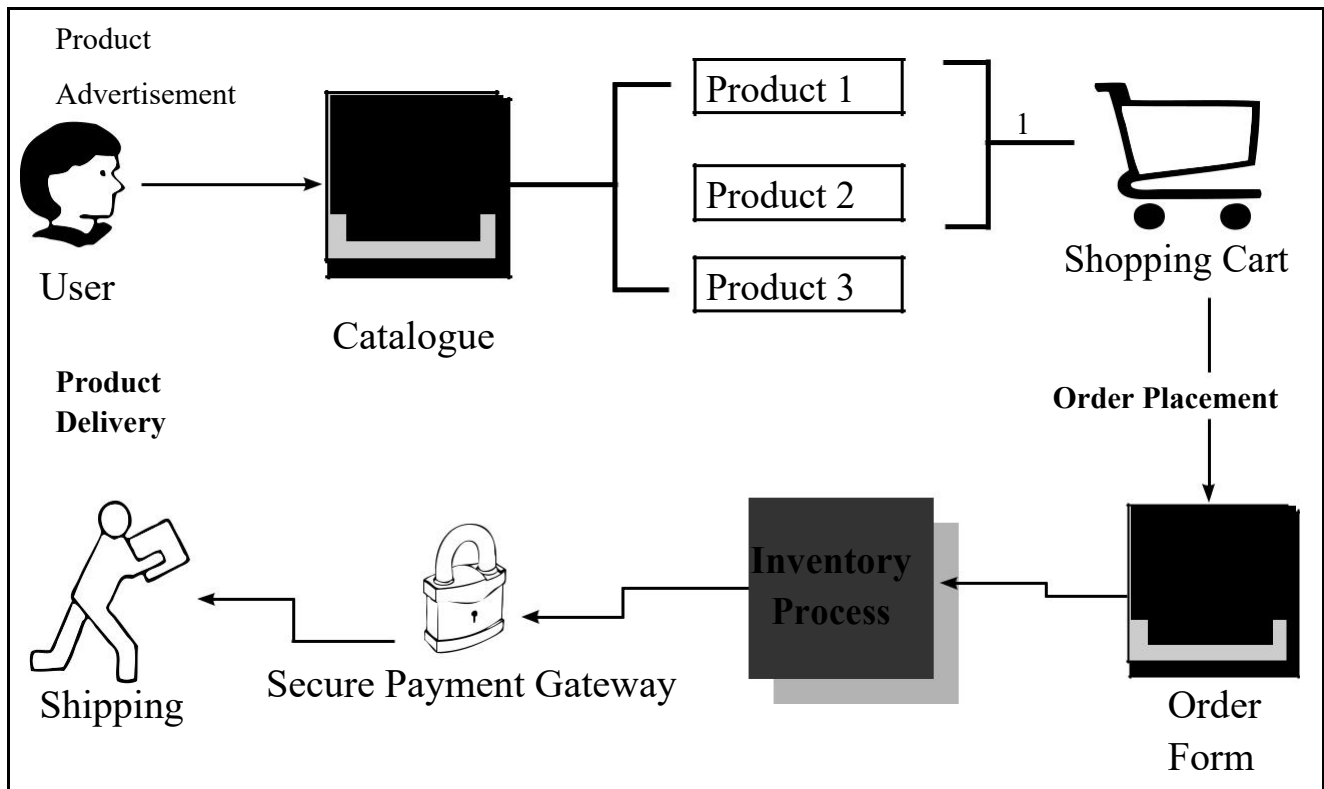 Product
Advertisement
User
Catalogue
Product 1
Product 2
Product 3
1
Shopping Cart
Order Placement
Order
Form
Inventory
Process
Secure Payment Gateway
Product
Delivery
Shipping